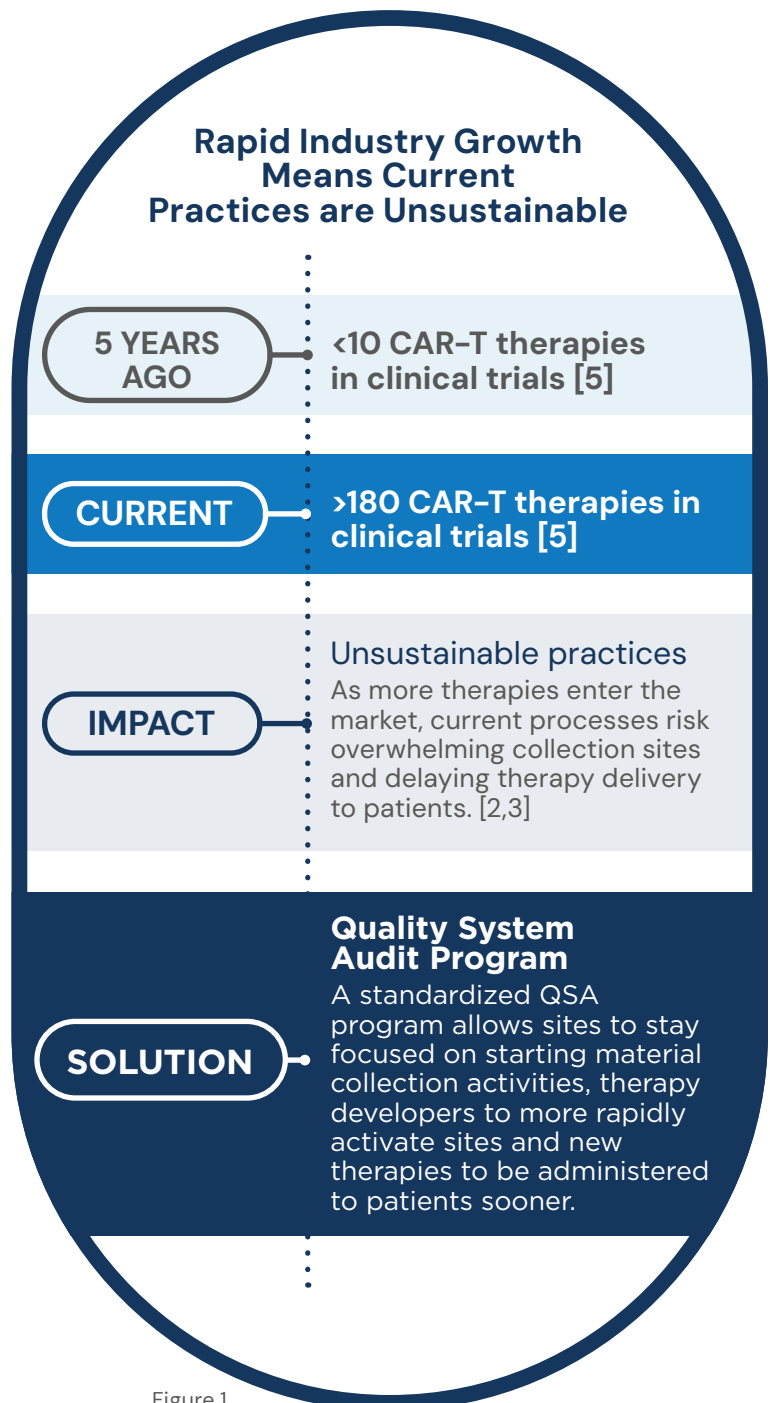 Rapid Industry Growth
Means Current
Practices are Unsustainable
5 YEARS
AGO
<10 CAR-T therapies
in clinical trials [5]
CURRENT
>180 CAR-T therapies in
clinical trials [5]
IMPACT
Unsustainable practices
As more therapies enter the
market, current processes risk
overwhelming collection sites
and delaying therapy delivery
to patients. [2,3]
SOLUTION
Quality System
Audit Program
A standardized QSA
program allows sites to stay
focused on starting material
collection activities, therapy
developers to more rapidly
activate sites and new
therapies to be administered
to patients sooner.
Figure 1